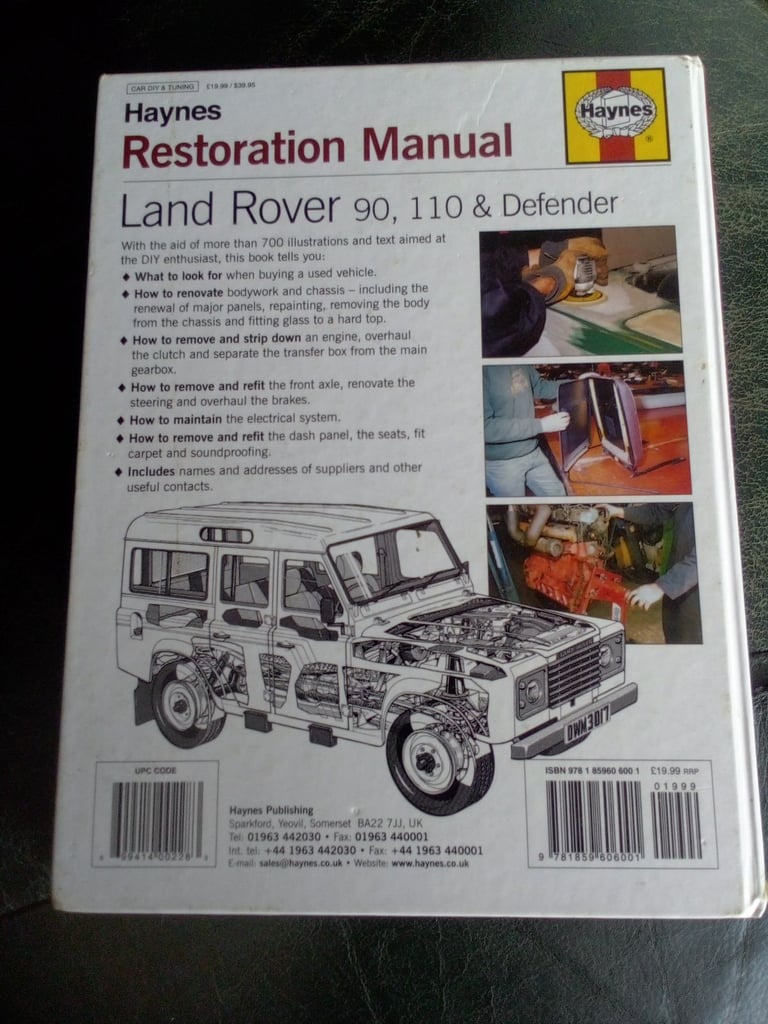 CAR DIY & TUNING £19.99 / $39.95
Haynes
Restoration Manual
Haynes
®
Land Rover 90, 110 & Defender
With the aid of more than 700 illustrations and text aimed at
the DIY enthusiast, this book tells you:
♦ What to look for when buying a used vehicle.
♦ How to renovate bodywork and chassis – including the
renewal of major panels, repainting, removing the body
from the chassis and fitting glass to a hard top.
♦ How to remove and strip down an engine, overhaul
the clutch and separate the transfer box from the main
gearbox.
♦ How to remove and refit the front axle, renovate the
steering and overhaul the brakes.
♦ How to maintain the electrical system.
♦ How to remove and refit the dash panel, the seats, fit
carpet and soundproofing.
♦ Includes names and addresses of suppliers and other
useful contacts.
UPC CODE
99414 00228
Haynes Publishing
Sparkford, Yeovil, Somerset BA22 7JJ, UK
Tel: 01963 442030 • Fax: 01963 440001
Int. tel: +44 1963 442030 • Fax: +44 1963 440001
E-mail: sales@haynes.co.uk • Website: www.haynes.co.uk
ISBN 978 1 85960 600 1 £19.99 RRP
01999
9 781859 606001